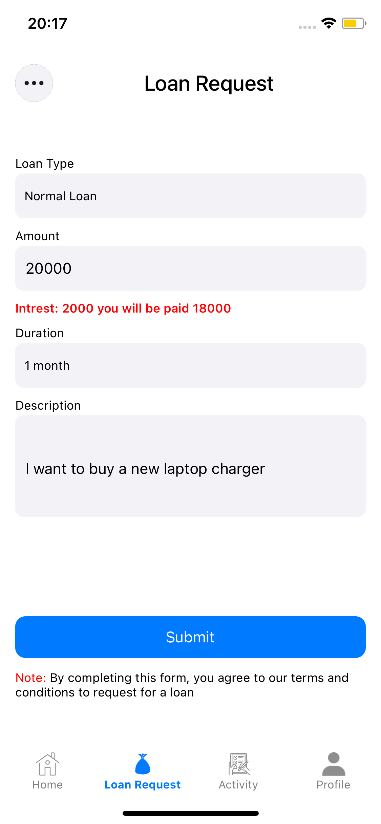 20:17
Loan Request
Loan Type
Normal Loan
Amount
20000
Intrest: 2000 you will be paid 18000
Duration
1 month
Description
I want to buy a new laptop charger
Submit
Note: By completing this form, you agree to our terms and
conditions to request for a loan
Home
Loan Request
Activity
Profile